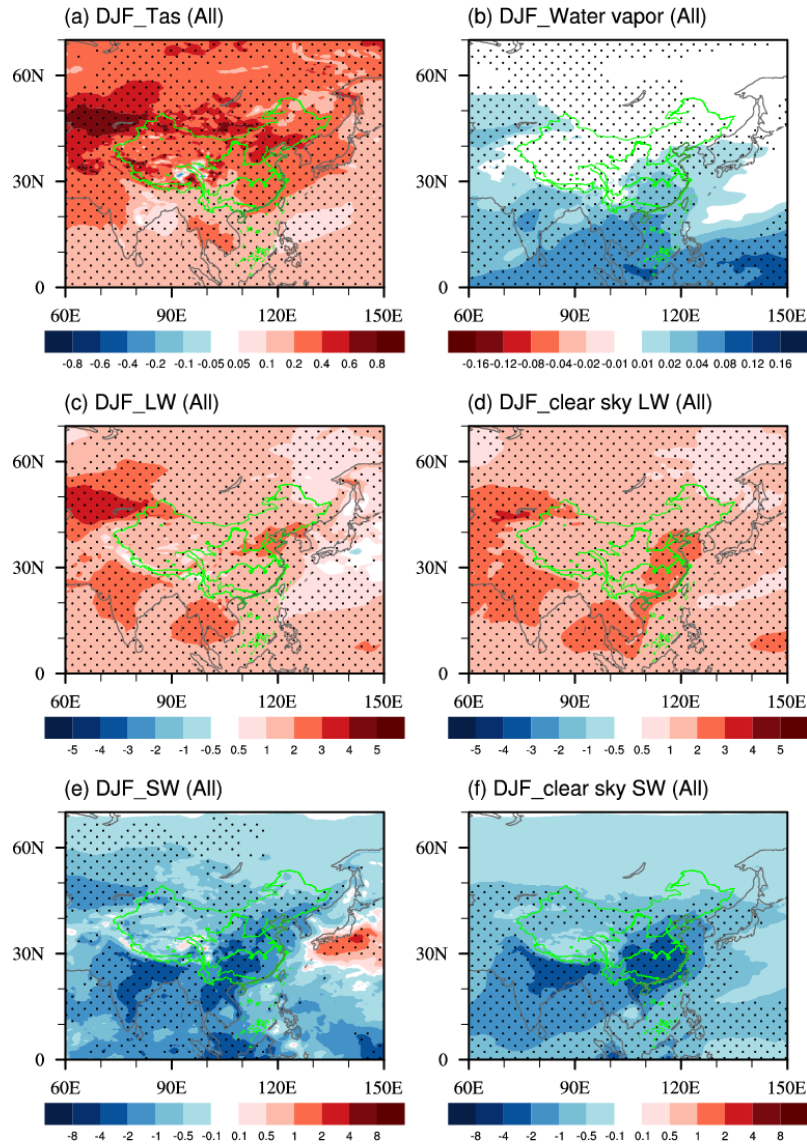 (a) DJF_Tas (All)
(b) DJF_Water vapor (All)
60N
30N
0
60E 90E 120E 150E
60N
30N
0
60E 90E 120E 150E
-0.8 -0.6 -0.4 -0.2 -0.1 -0.05 0.05 0.1 0.2 0.4 0.6 0.8
-0.16 -0.12 -0.08 -0.04 -0.02 -0.01 0.01 0.02 0.04 0.08 0.12 0.16
(c) DJF_LW (All)
(d) DJF_clear sky LW (All)
60N
30N
0
60E 90E 120E 150E
60N
30N
0
60E 90E 120E 150E
-5 -4 -3 -2 -1 -0.5 0.5 1 2 3 4 5
-5 -4 -3 -2 -1 -0.5 0.5 1 2 3 4 5
(e) DJF_SW (All)
(f) DJF_clear sky SW (All)
60N
30N
0
60E 90E 120E 150E
60N
30N
0
60E 90E 120E 150E
-8 -4 -2 -1 -0.5 -0.1 0.1 0.5 1 2 4 8
-8 -4 -2 -1 -0.5 -0.1 0.1 0.5 1 2 4 8